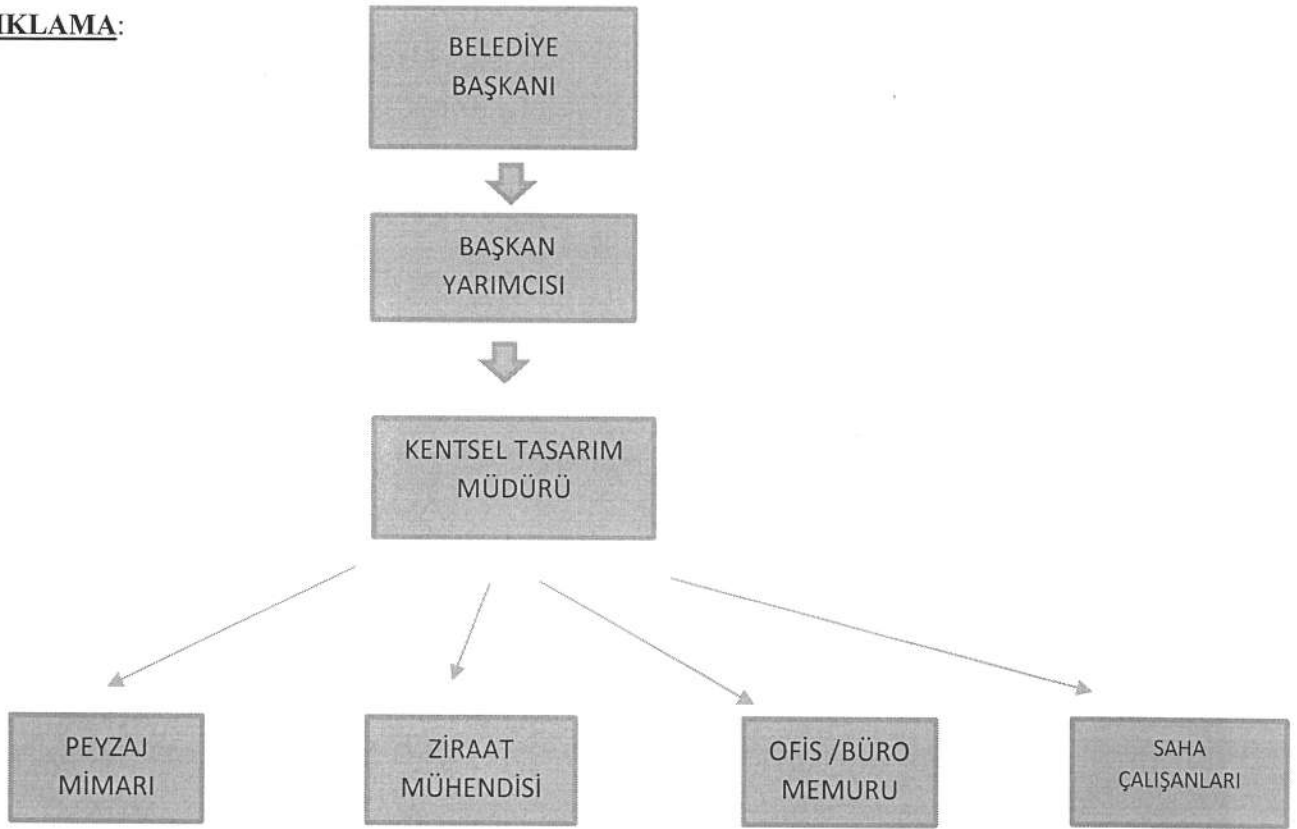 IKLAMA:
BELEDİYE
BAŞKANI
BAŞKAN
YARIMCISI
KENTSEL TASARIM
MÜDÜRÜ
PEYZAJ
MİMARI
ZİRAAT
MÜHENDİSİ
OFİS /BÜRO
MEMURU
SAHA
ÇALIŞANLARI